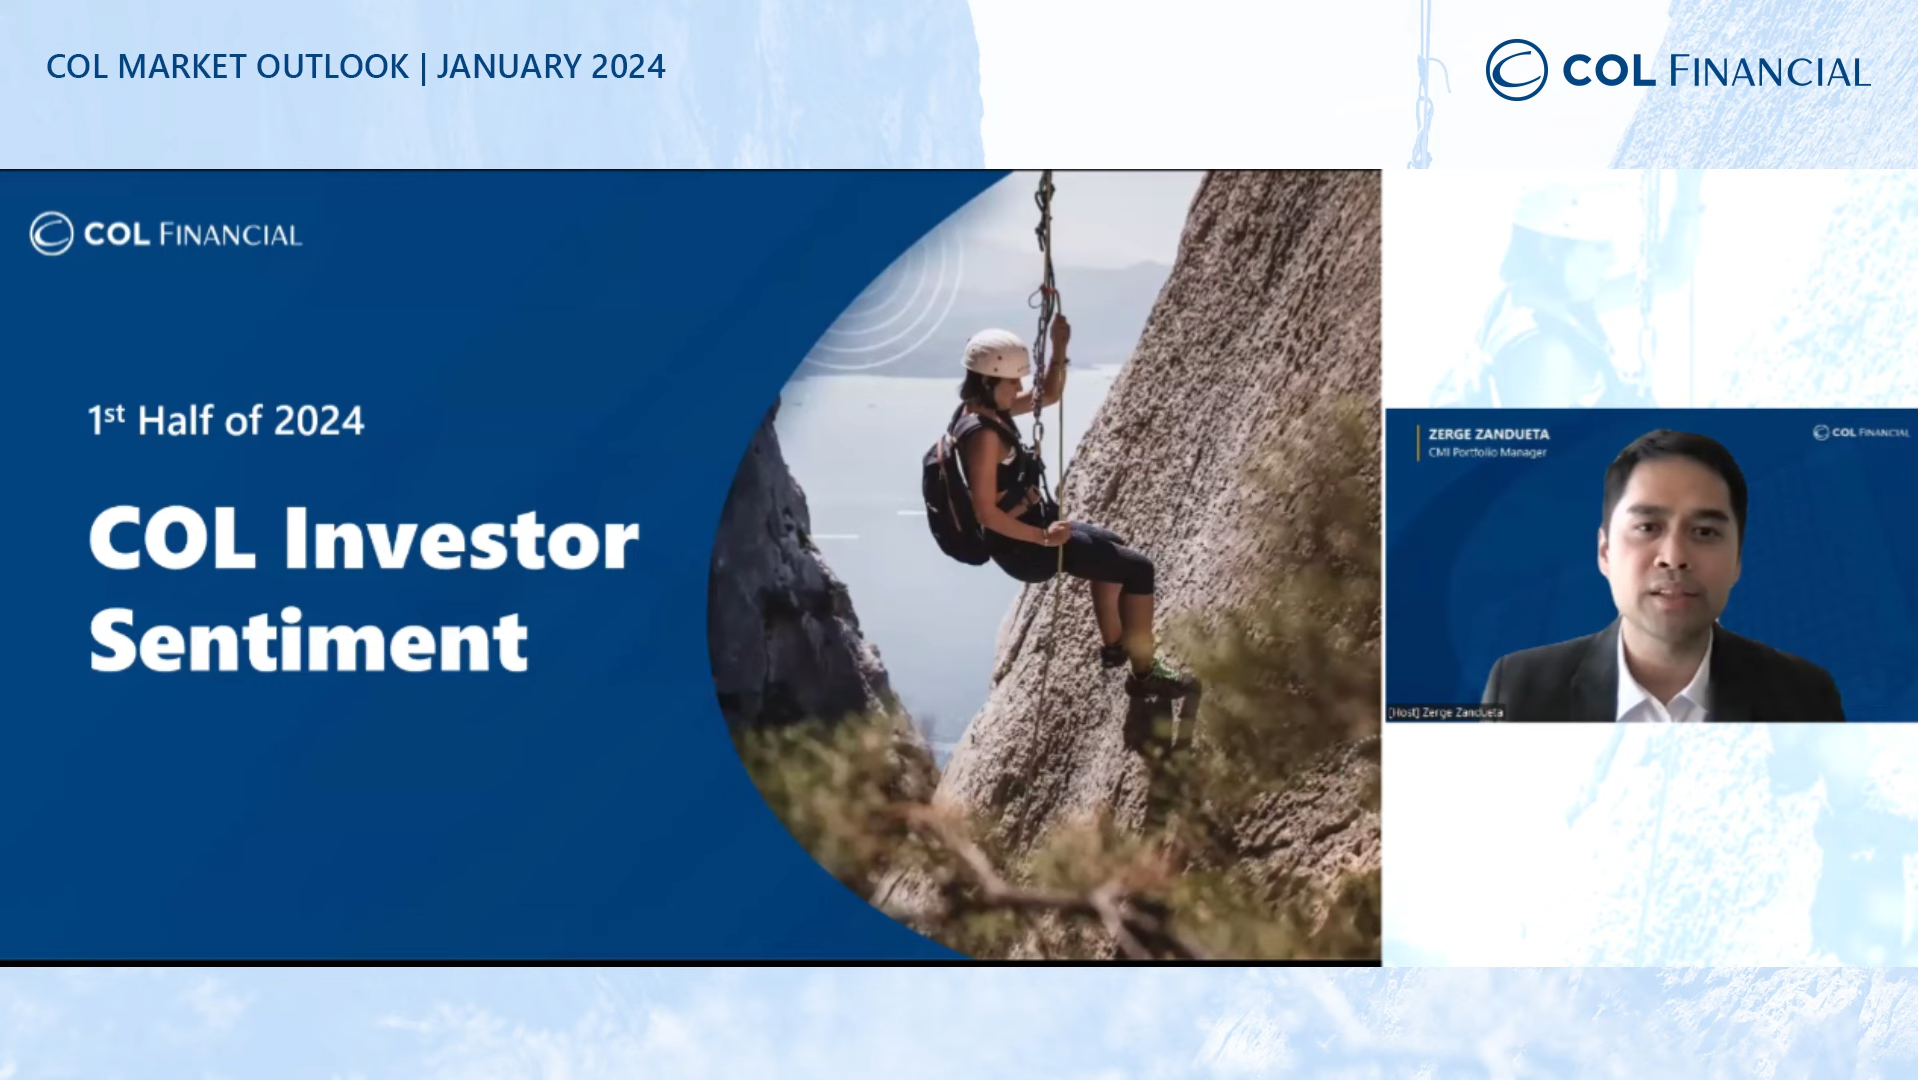 COL MARKET OUTLOOK | JANUARY 2024
COL FINANCIAL
COL FINANCIAL
1st Half of 2024
COL Investor
Sentiment
ZERGE ZANDUETA
CMI Portfolio Manager
COL FINANCIAL
[Host] Zerge Zandueta